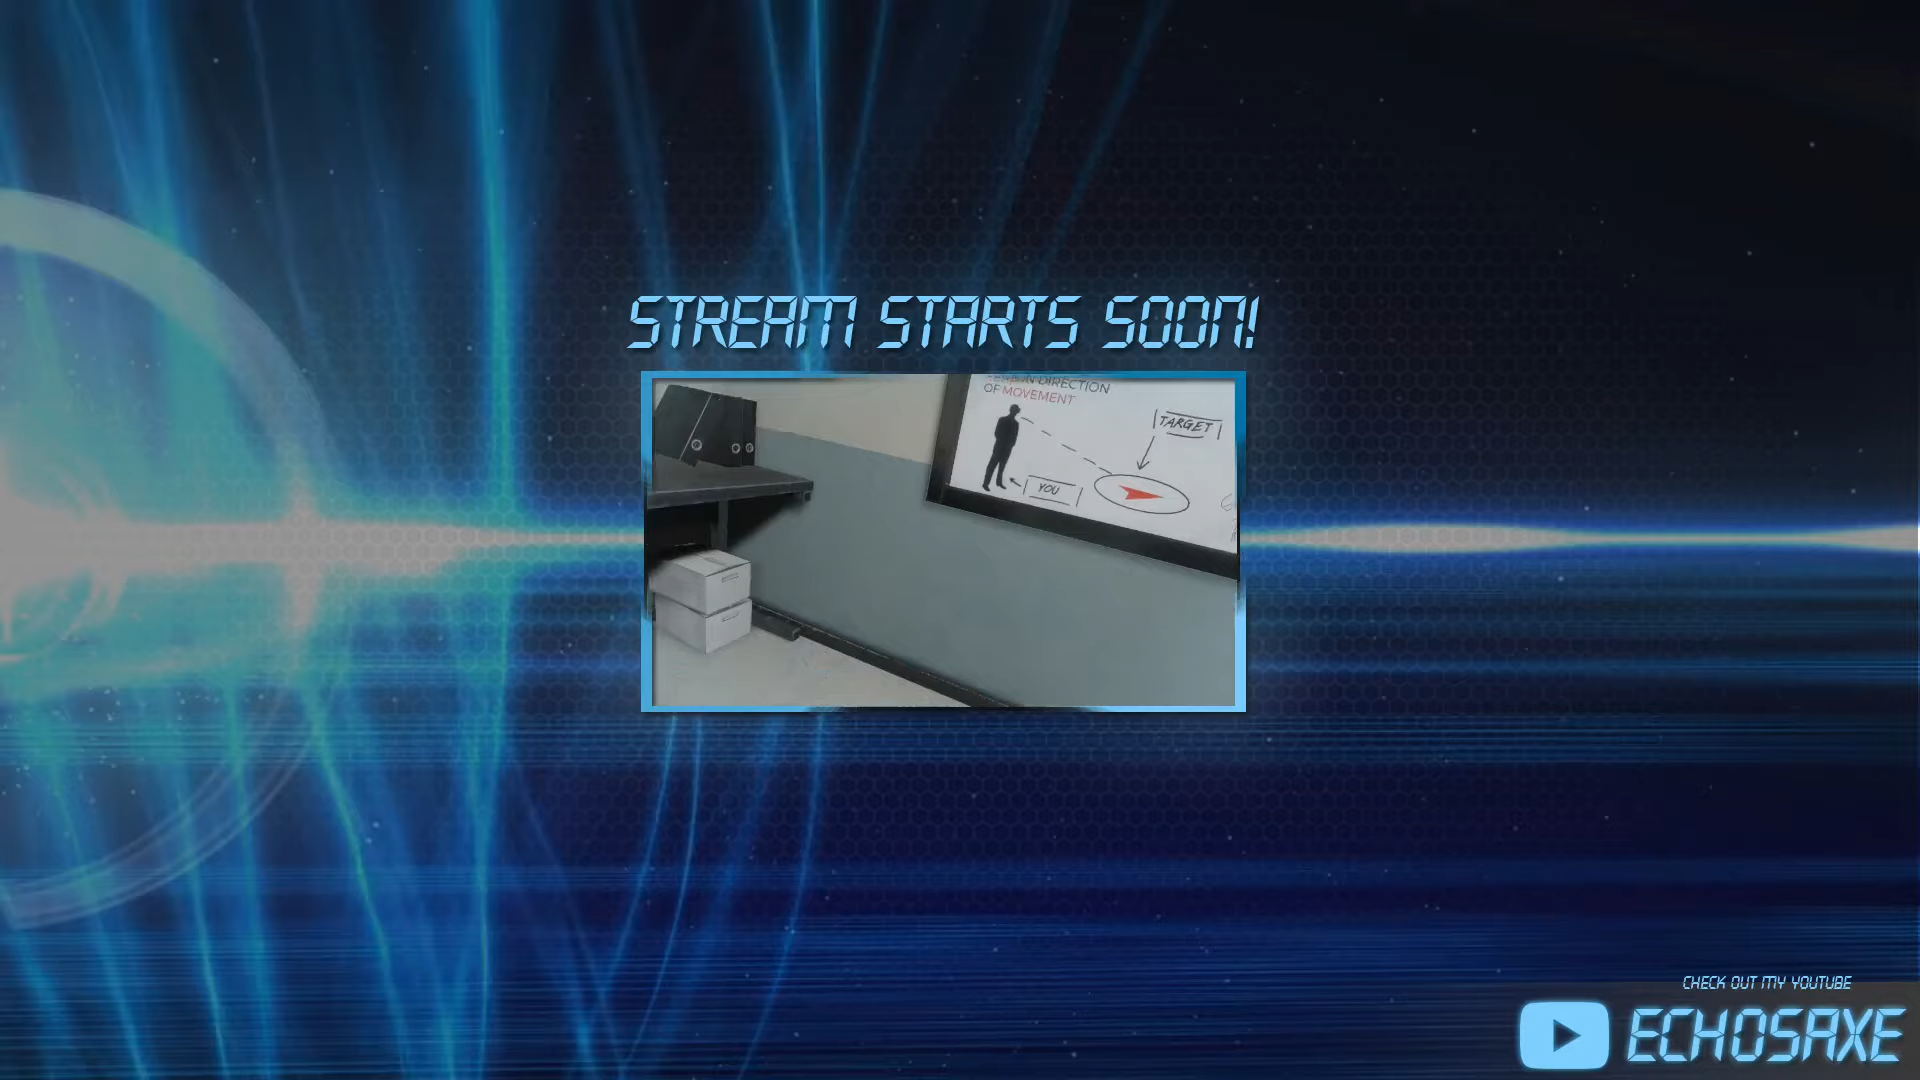 STREAM STARTS SOON!
DIRECTION
OF MOVEMENT
TARGET
YOU
CHECK OUT MY YOUTUBE
ECHOSAXE